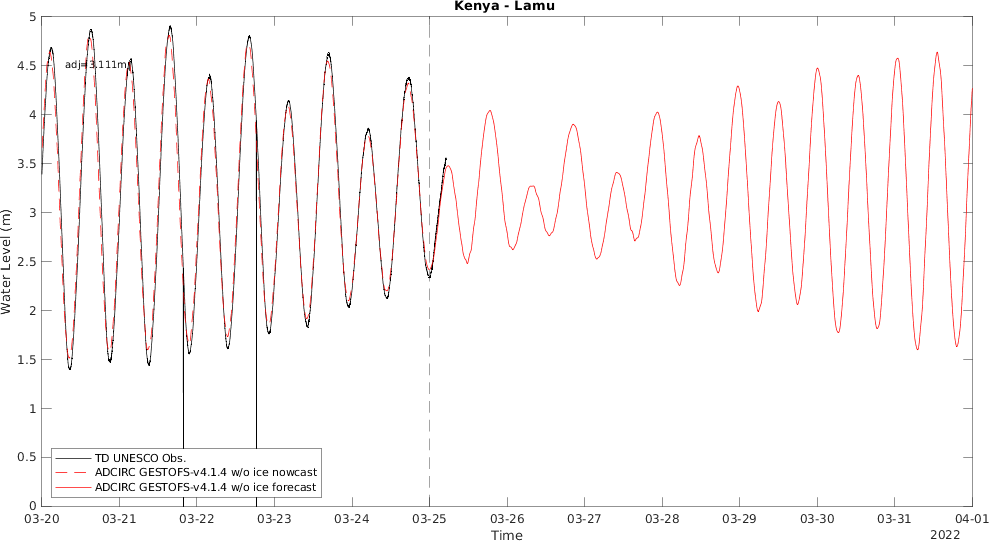 Kenya - Lamu
5
4.5
4
3.5
3
2.5
2
1.5
1
0.5
0
Water Level (m)
adj=3.111m
TD UNESCO Obs.
ADCIRC GESTOFS-v4.1.4 w/o ice nowcast
ADCIRC GESTOFS-v4.1.4 w/o ice forecast
03-20 03-21 03-22 03-23 03-24 03-25 03-26 03-27 03-28 03-29 03-30 03-31 04-01
Time
2022